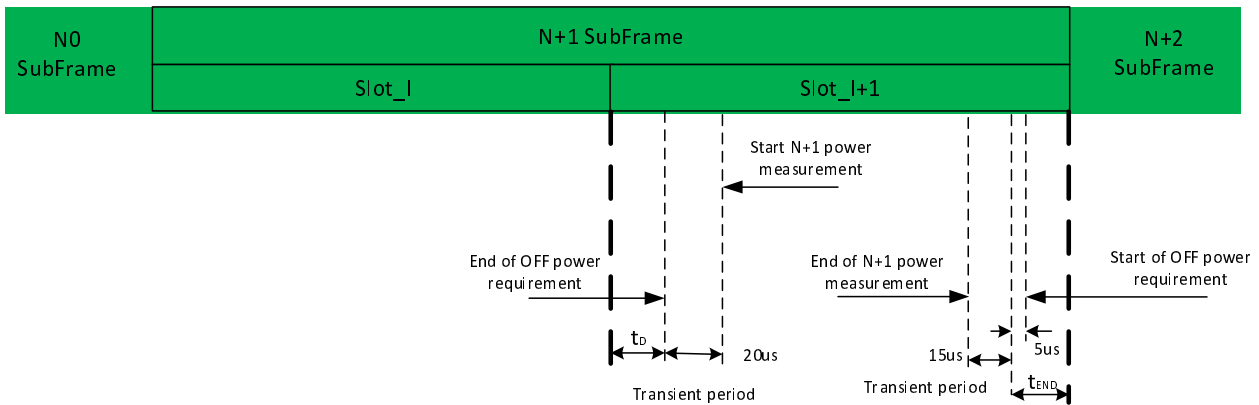 N0
SubFrame
N+1 SubFrame
N+2
SubFrame
Slot_I
Slot_I+1
Start N+1 power
measurement
End of OFF power
requirement
End of N+1 power
measurement
Start of OFF power
requirement
tD
20us
15us
5us
Transient period
Transient period
tEND